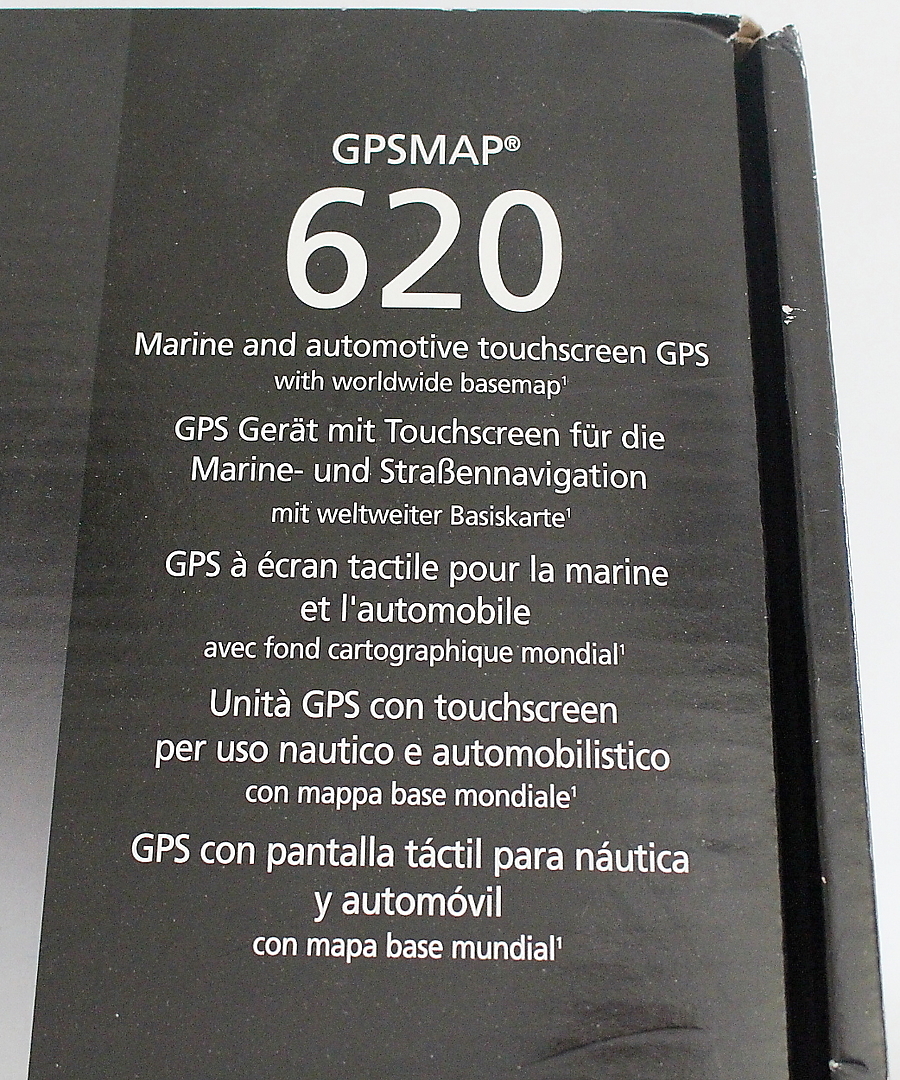 GPSMAP®
620
Marine and automotive touchscreen GPS
with worldwide basemap¹
GPS Gerät mit Touchscreen für die
Marine- und Straßennavigation
mit weltweiter Basiskarte¹
GPS à écran tactile pour la marine
et l'automobile
avec fond cartographique mondial¹
Unità GPS con touchscreen
per uso nautico e automobilistico
con mappa base mondiale¹
GPS con pantalla táctil para náutica
y automóvil
con mapa base mundial¹